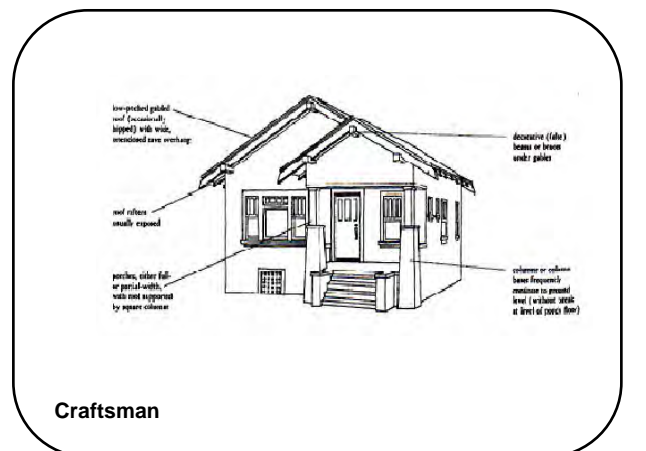 low-pitched gabled
roof (occasionally
hipped) with wide,
unenclosed eave overhang
roof rafters
usually exposed
porches, either full-
or partial-width,
with roof supported
by square columns
decorative (false)
beams or braces
under gables
columns or column
bases frequently
continue to ground
level (without break
at level of porch floor)
Craftsman